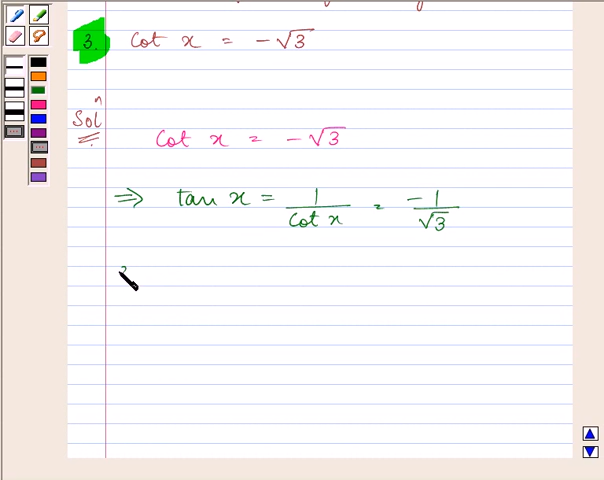 3. cot x = -√3
Solⁿ
cot x = -√3
⇒ tan x = 1/cot x = -1/√3